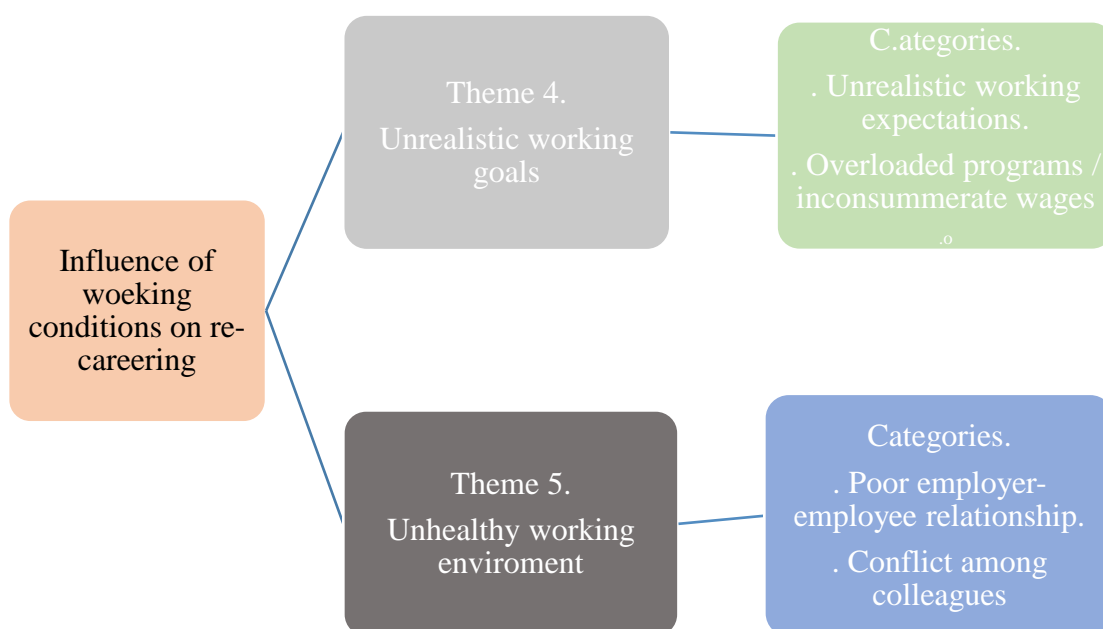 Influence of
woeking
conditions on re-
careering
Theme 4.
Unrealistic working
goals
C.ategories.
. Unrealistic working
expectations.
. Overloaded programs /
inconsummerate wages
.o
Theme 5.
Unhealthy working
enviroment
Categories.
. Poor employer-
employee relationship.
. Conflict among
colleagues